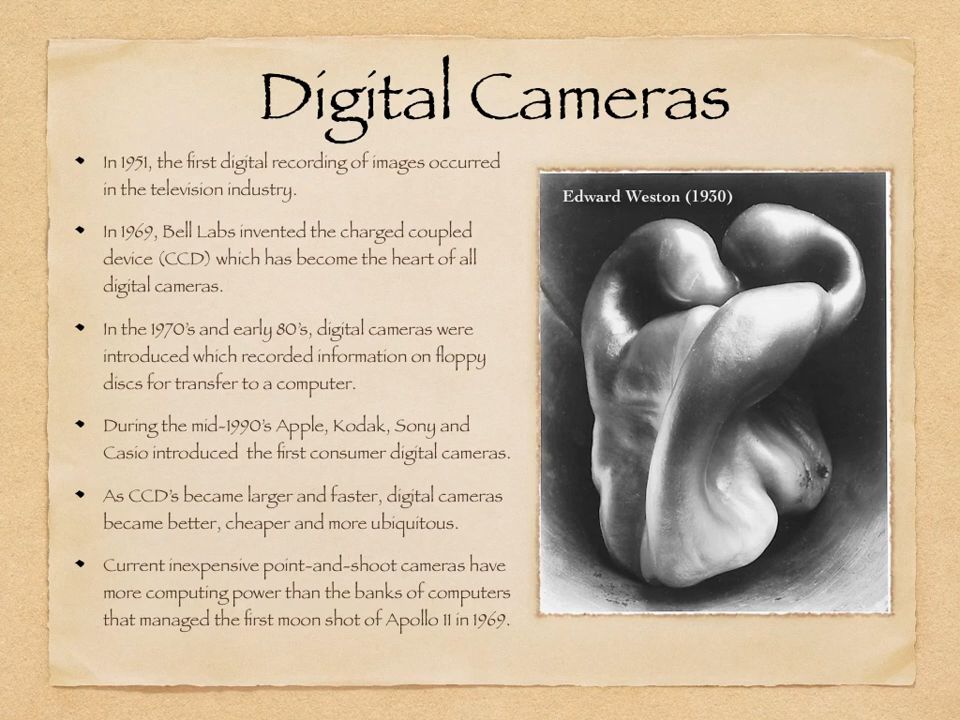 Digital Cameras
In 1951, the first digital recording of images occurred
in the television industry.
In 1969, Bell Labs invented the charged coupled
device (CCD) which has become the heart of all
digital cameras.
In the 1970's and early 80's, digital cameras were
introduced which recorded information on floppy
discs for transfer to a computer.
During the mid-1990's Apple, Kodak, Sony and
Casio introduced the first consumer digital cameras.
As CCD's became larger and faster, digital cameras
became better, cheaper and more ubiquitous.
Current inexpensive point-and-shoot cameras have
more computing power than the banks of computers
that managed the first moon shot of Apollo 11 in 1969.
Edward Weston (1930)